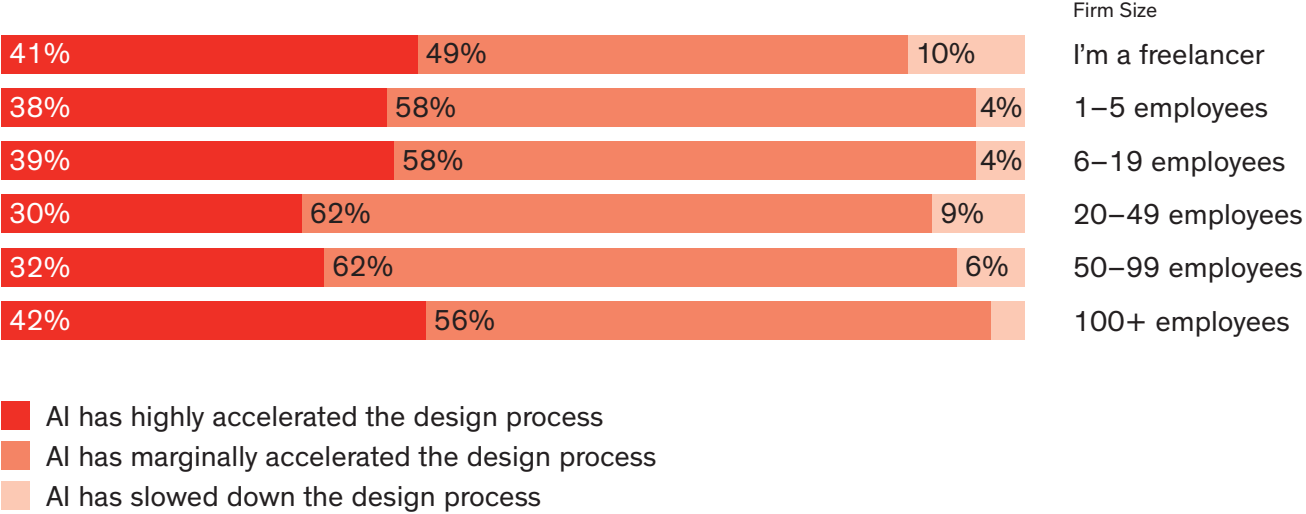 Firm Size
41% 49% 10% I'm a freelancer
38% 58% 4% 1–5 employees
39% 58% 4% 6–19 employees
30% 62% 9% 20–49 employees
32% 62% 6% 50–99 employees
42% 56% 100+ employees
AI has highly accelerated the design process
AI has marginally accelerated the design process
AI has slowed down the design process